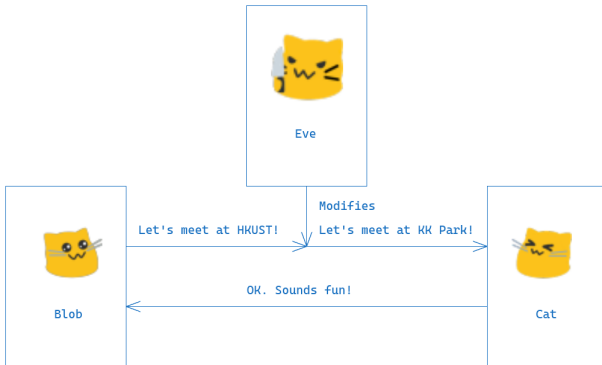 Eve
Modifies
Let's meet at HKUST!
Let's meet at KK Park!
OK. Sounds fun!
Blob
Cat